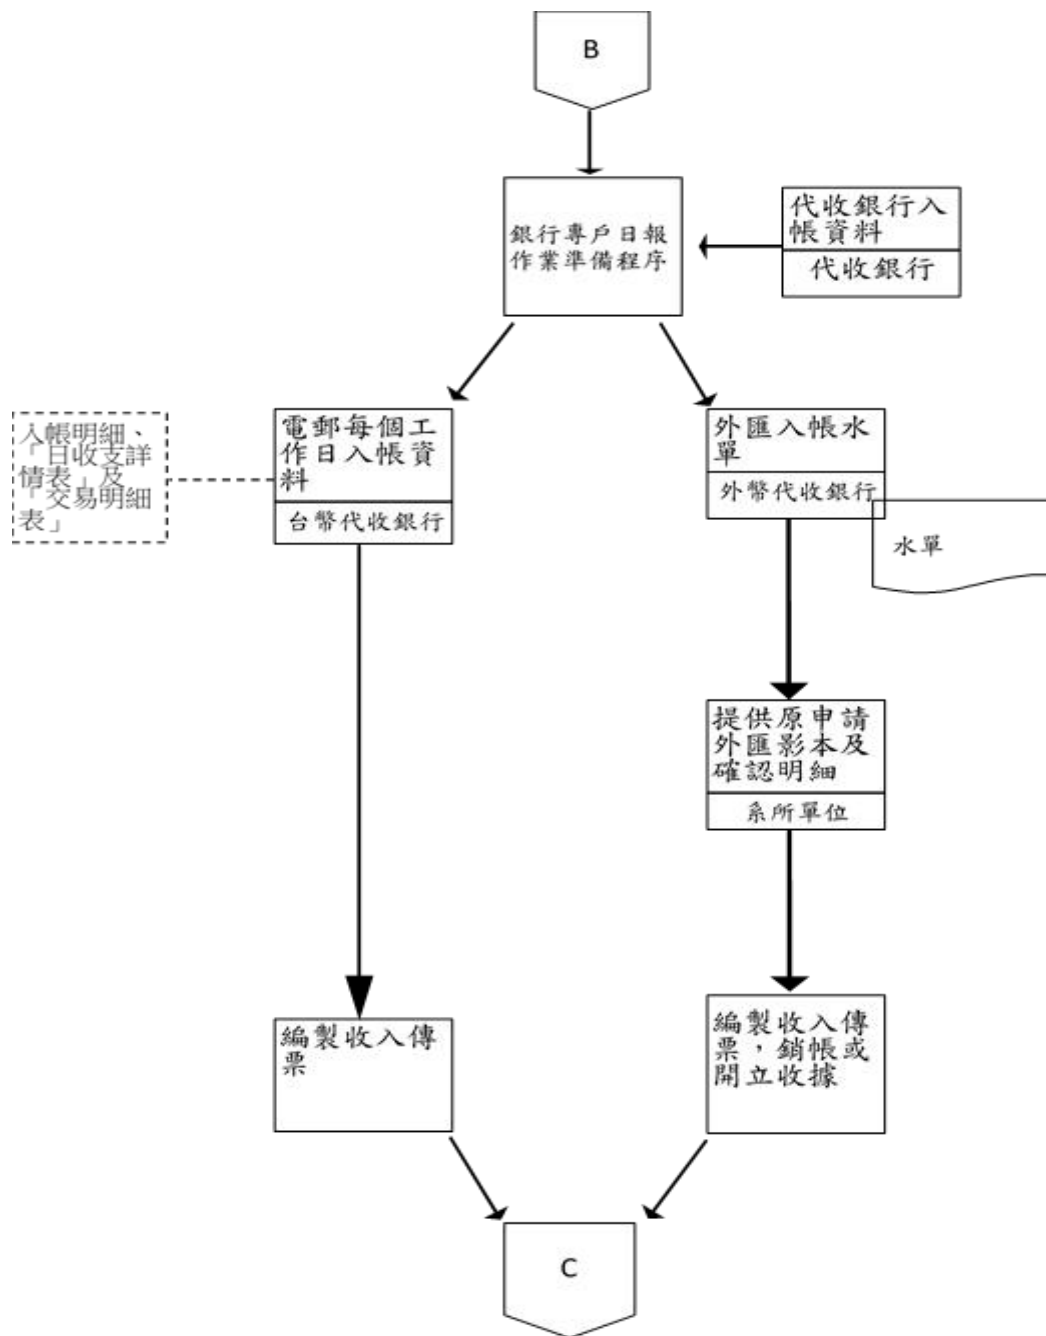 B
銀行專戶日報
作業準備程序
代收銀行入
帳資料
代收銀行
入帳明細、
「日收支詳
情表」及
「交易明細
表」
電郵每個工
作日入帳資
料
台幣代收銀行
外匯入帳水
單
外幣代收銀行
水單
提供原申請
外匯影本及
確認明細
系所單位
編製收入傳
票
編製收入傳
票，銷帳或
開立收據
C